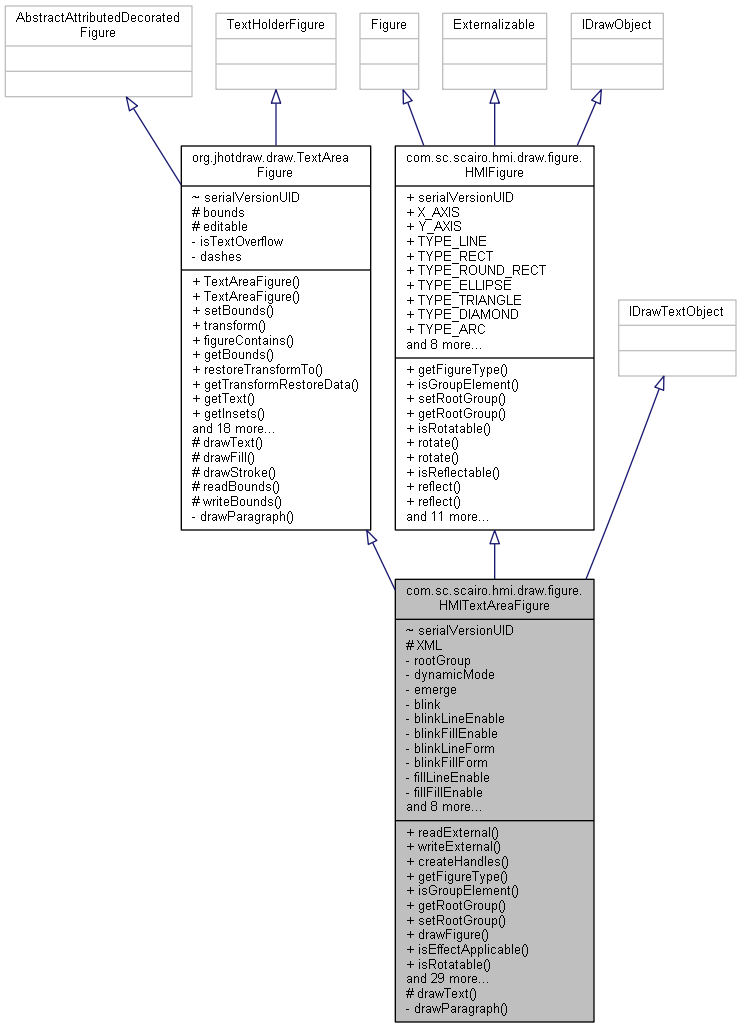 AbstractAttributedDecorated
Figure
TextHolderFigure
Figure
Externalizable
IDrawObject
org.jhotdraw.draw.TextArea
Figure
~ serialVersionUID
# bounds
# editable
- isTextOverflow
- dashes
+ TextAreaFigure()
+ TextAreaFigure()
+ setBounds()
+ transform()
+ figureContains()
+ getBounds()
+ restoreTransformTo()
+ getTransformRestoreData()
+ getText()
+ getInsets()
and 18 more...
# drawText()
# drawFill()
# drawStroke()
# readBounds()
# writeBounds()
- drawParagraph()
com.sc.scairo.hmi.draw.figure.
HMIFigure
+ serialVersionUID
+ X_AXIS
+ Y_AXIS
+ TYPE_LINE
+ TYPE_RECT
+ TYPE_ROUND_RECT
+ TYPE_ELLIPSE
+ TYPE_TRIANGLE
+ TYPE_DIAMOND
+ TYPE_ARC
and 8 more...
+ getFigureType()
+ isGroupElement()
+ setRootGroup()
+ getRootGroup()
+ isRotatable()
+ rotate()
+ rotate()
+ isReflectable()
+ reflect()
+ reflect()
and 11 more...
IDrawTextObject
com.sc.scairo.hmi.draw.figure.
HMITextAreaFigure
~ serialVersionUID
# XML
- rootGroup
- dynamicMode
- emerge
- blink
- blinkLineEnable
- blinkFillEnable
- blinkLineForm
- blinkFillForm
- fillLineEnable
- fillFillEnable
and 8 more...
+ readExternal()
+ writeExternal()
+ createHandles()
+ getFigureType()
+ isGroupElement()
+ getRootGroup()
+ setRootGroup()
+ drawFigure()
+ isEffectApplicable()
+ isRotatable()
and 29 more...
# drawText()
- drawParagraph()